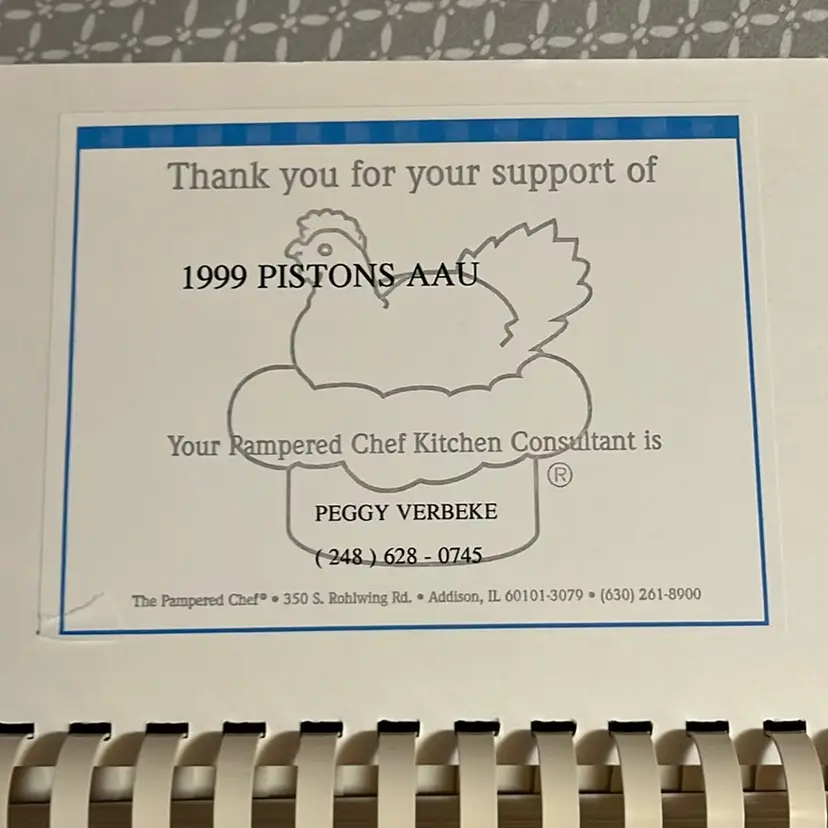 Thank you for your support of
1999 PISTONS AAU
Your Pampered Chef Kitchen Consultant is
®
PEGGY VERBEKE
( 248 ) 628 - 0745
The Pampered Chef® • 350 S. Rohlwing Rd. • Addison, IL 60101-3079 • (630) 261-8900